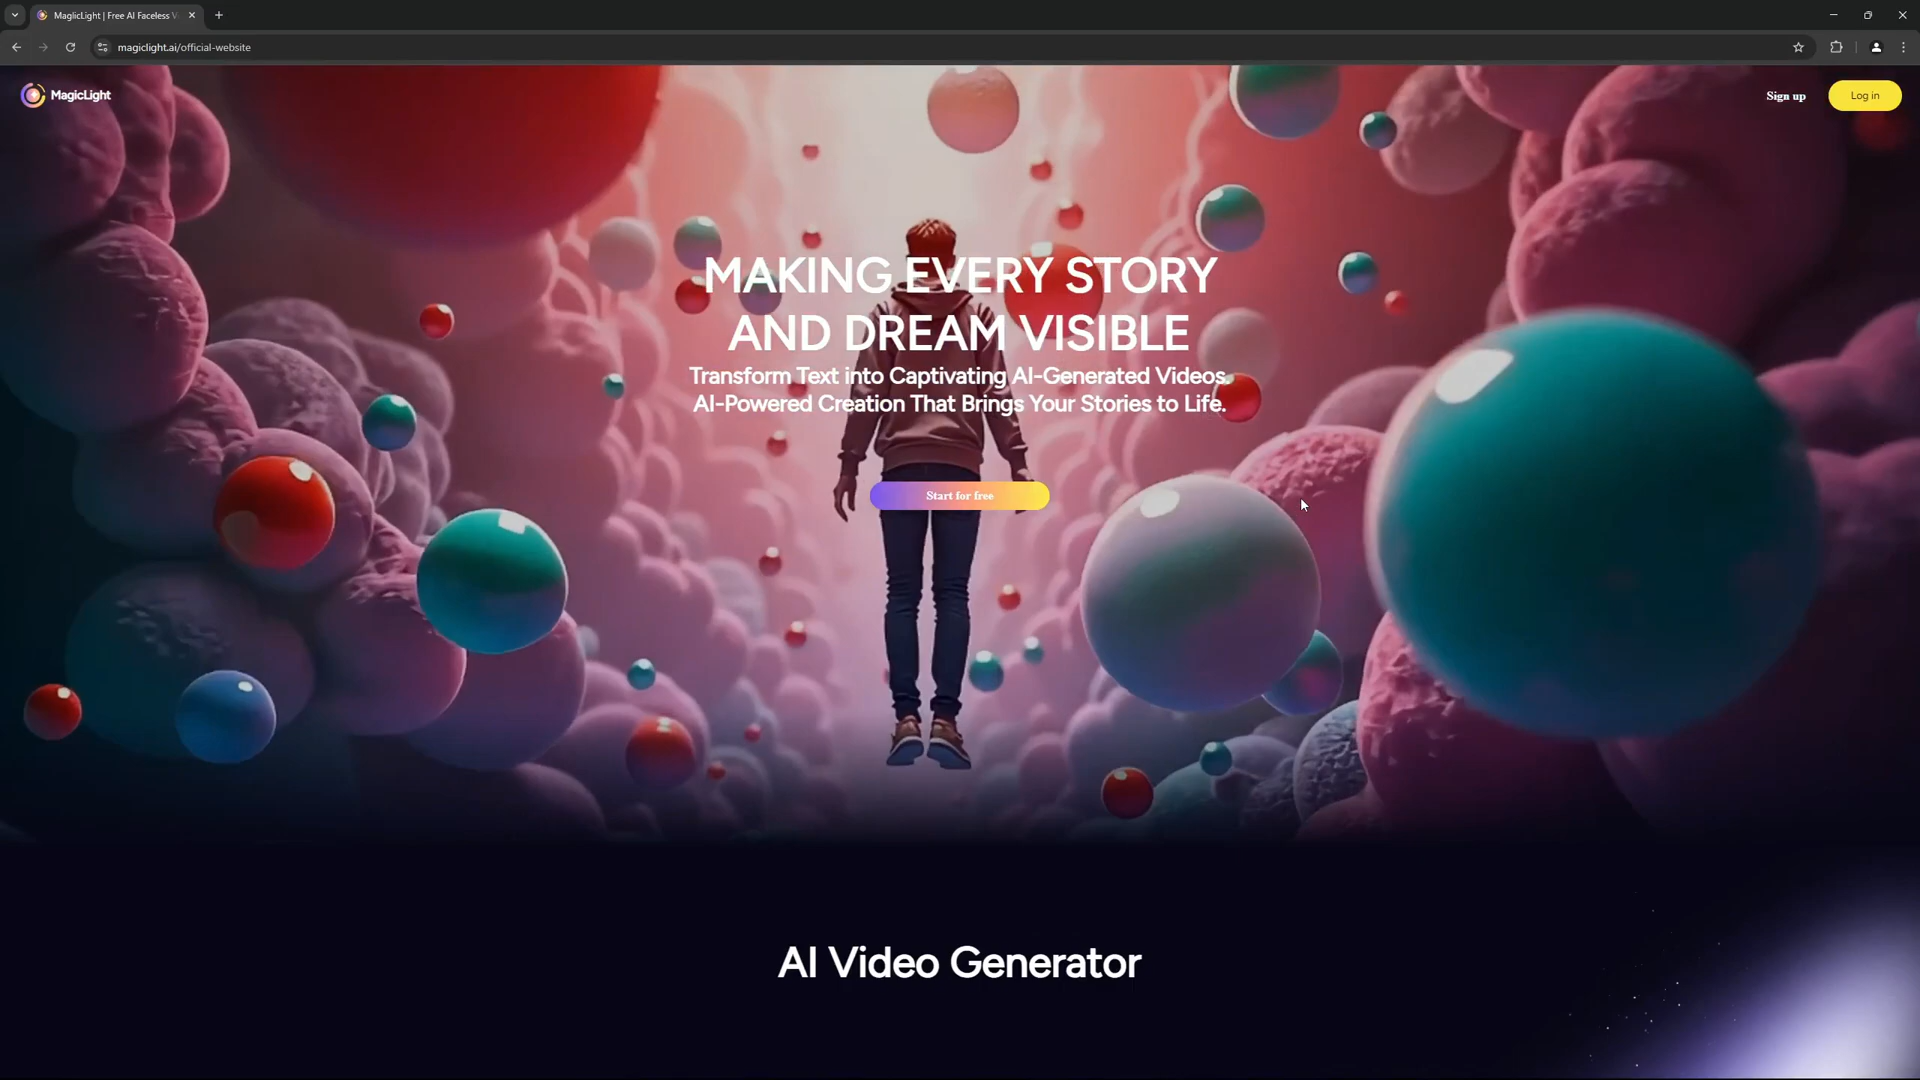 MagliicLight | Free AI Faceless V
magiclight.ai/official-website
MagicLight
Sign up
Log in
MAKING EVERY STORY
AND DREAM VISIBLE
Transform Text into Captivating AI-Generated Videos.
AI-Powered Creation That Brings Your Stories to Life.
Start for free
AI Video Generator